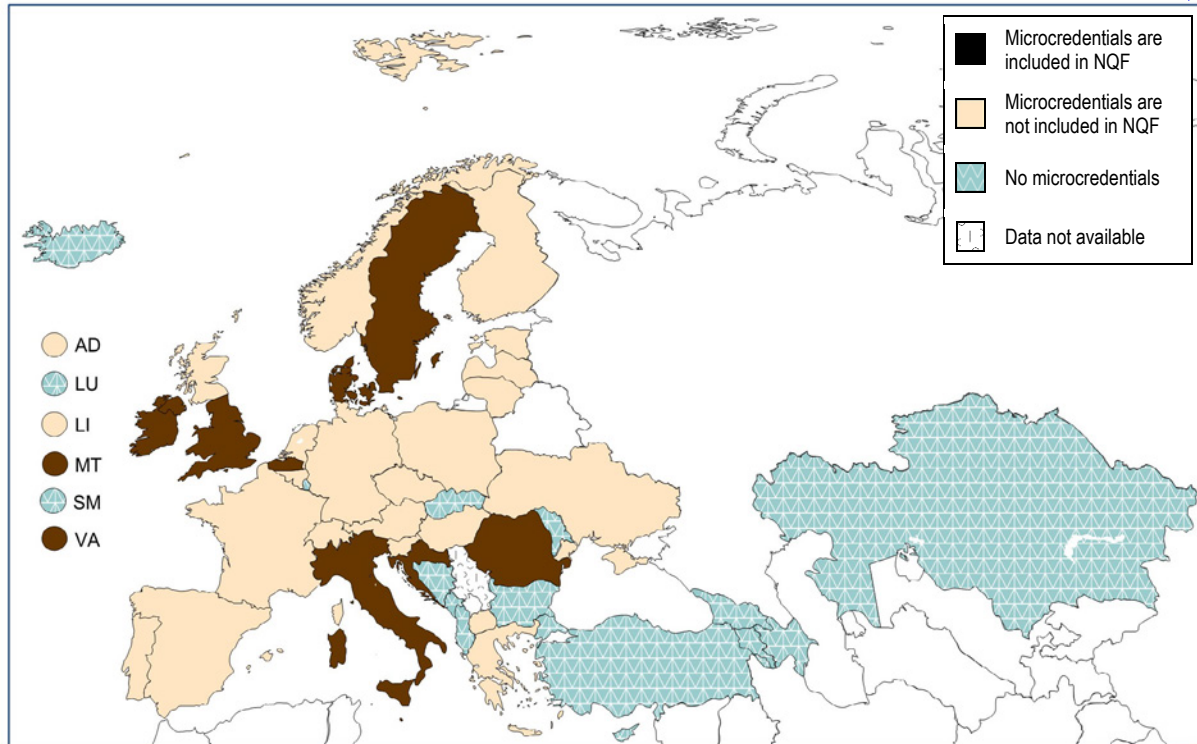 Microcredentials are
included in NQF
Microcredentials are
not included in NQF
No microcredentials
Data not available
AD
LU
LI
MT
SM
VA